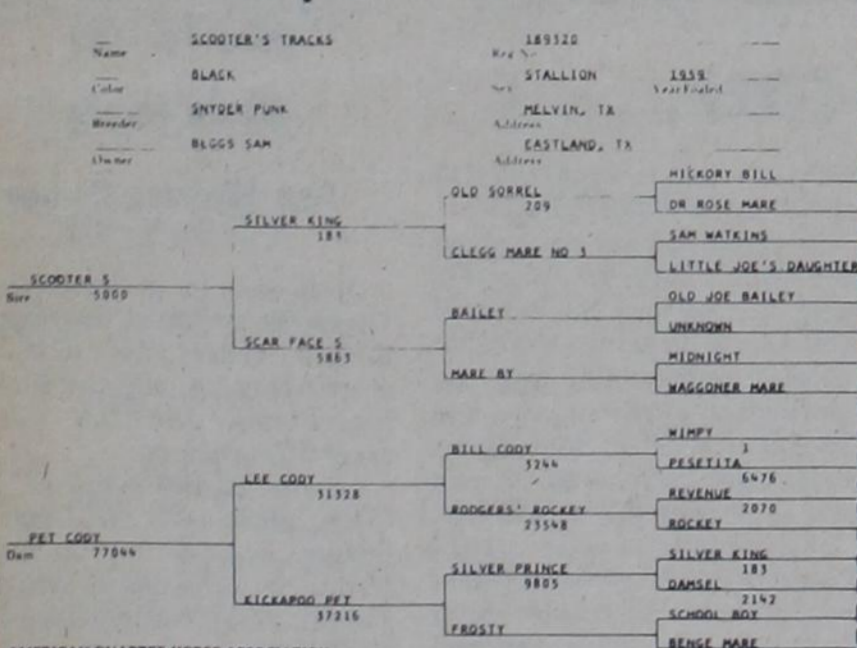 SCOOTER'S TRACKS 189320
Name Reg No
BLACK STALLION 1959
Color Sex Year Foaled
SNYDER PUNK MELVIN, TX
Breeder Address
BEGGS SAM EASTLAND, TX
Owner Address
HICKORY BILL
OLD SORREL
209
DR ROSE MARE
SILVER KING
183
SAM WATKINS
CLEGG MARE NO 3
LITTLE JOE'S DAUGHTER
SCOOTER S
Sire 5000
OLD JOE BAILEY
BAILEY
UNKNOWN
SCAR FACE S
5863
MIDNIGHT
MARE BY
WAGGONER MARE
WIMPY
1
BILL CODY
3244
PESETITA
6476
LEE CODY
31328
REVENUE
2070
RODGERS' ROCKEY
23548
ROCKEY
PET CODY
Dam 77044
SILVER KING
183
SILVER PRINCE
9805
DAMSEL
2142
KICKAPOO PET
37216
SCHOOL BOY
FROSTY
BENGE MARE